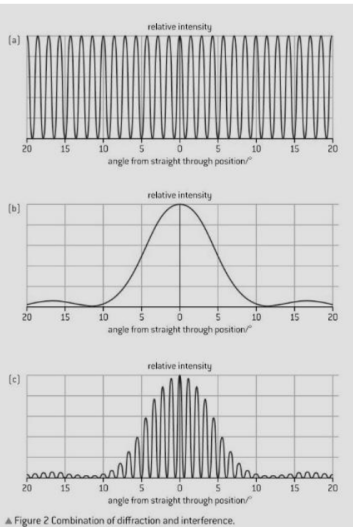 relative intensity
(a)
20 15 10 5 0 5 10 15 20
angle from straight through position/°
relative intensity
(b)
20 15 10 5 0 5 10 15 20
angle from straight through position/°
relative intensity
(c)
20 15 10 5 0 5 10 15 20
angle from straight through position/°
▲ Figure 2 Combination of diffraction and interference.